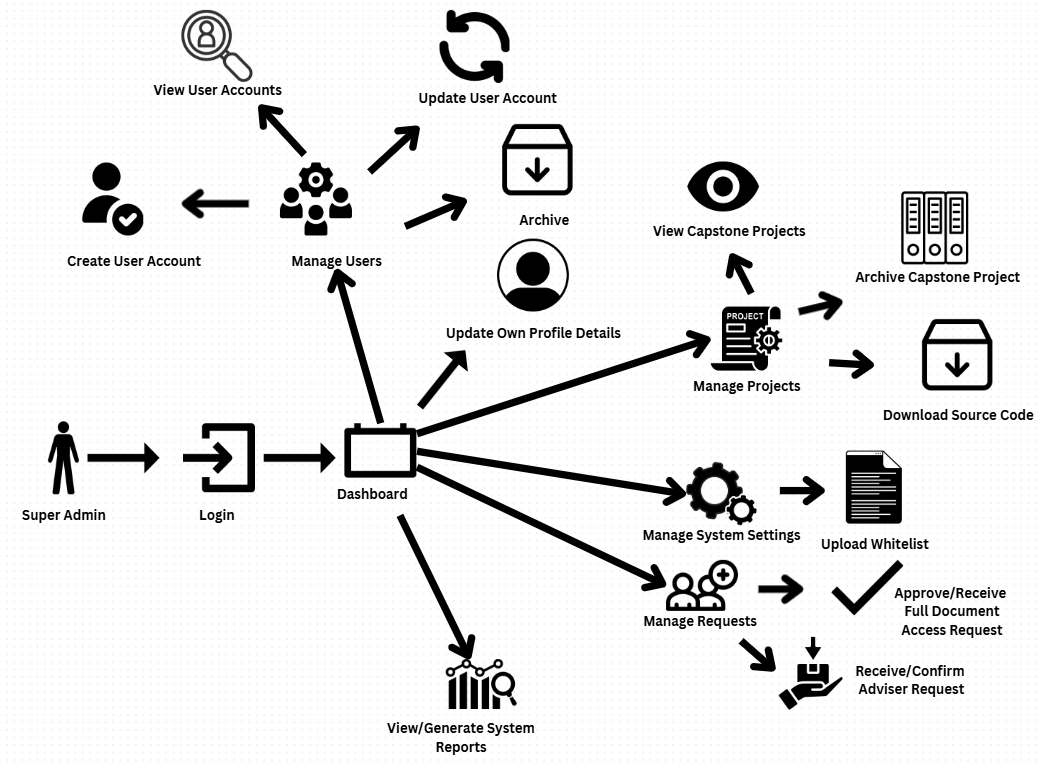 View User Accounts
Update User Account
Archive
Create User Account
Manage Users
View Capstone Projects
Archive Capstone Project
Update Own Profile Details
PROJECT
Manage Projects
Download Source Code
Super Admin
Login
Dashboard
Manage System Settings
Upload Whitelist
Manage Requests
Approve/Receive
Full Document
Access Request
Receive/Confirm
Adviser Request
View/Generate System
Reports